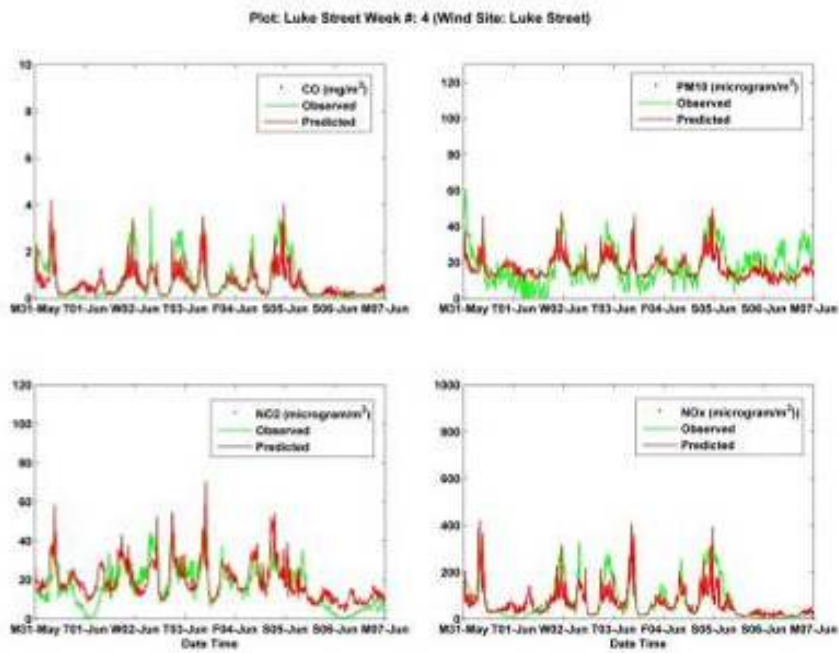 Plot: Luke Street Week #: 4 (Wind Site: Luke Street)
10
8
6
4
2
0
CO (mg/m³)
Observed
Predicted
M31-May T01-Jun W02-Jun T03-Jun F04-Jun S05-Jun S06-Jun M07-Jun
120
100
80
60
40
20
0
PM10 (microgram/m³)
Observed
Predicted
M31-May T01-Jun W02-Jun T03-Jun F04-Jun S05-Jun S06-Jun M07-Jun
120
100
80
60
40
20
0
NO2 (microgram/m³)
Observed
Predicted
M31-May T01-Jun W02-Jun T03-Jun F04-Jun S05-Jun S06-Jun M07-Jun
Date Time
1000
800
600
400
200
0
NOx (microgram/m³))
Observed
Predicted
M31-May T01-Jun W02-Jun T03-Jun F04-Jun S05-Jun S06-Jun M07-Jun
Date Time